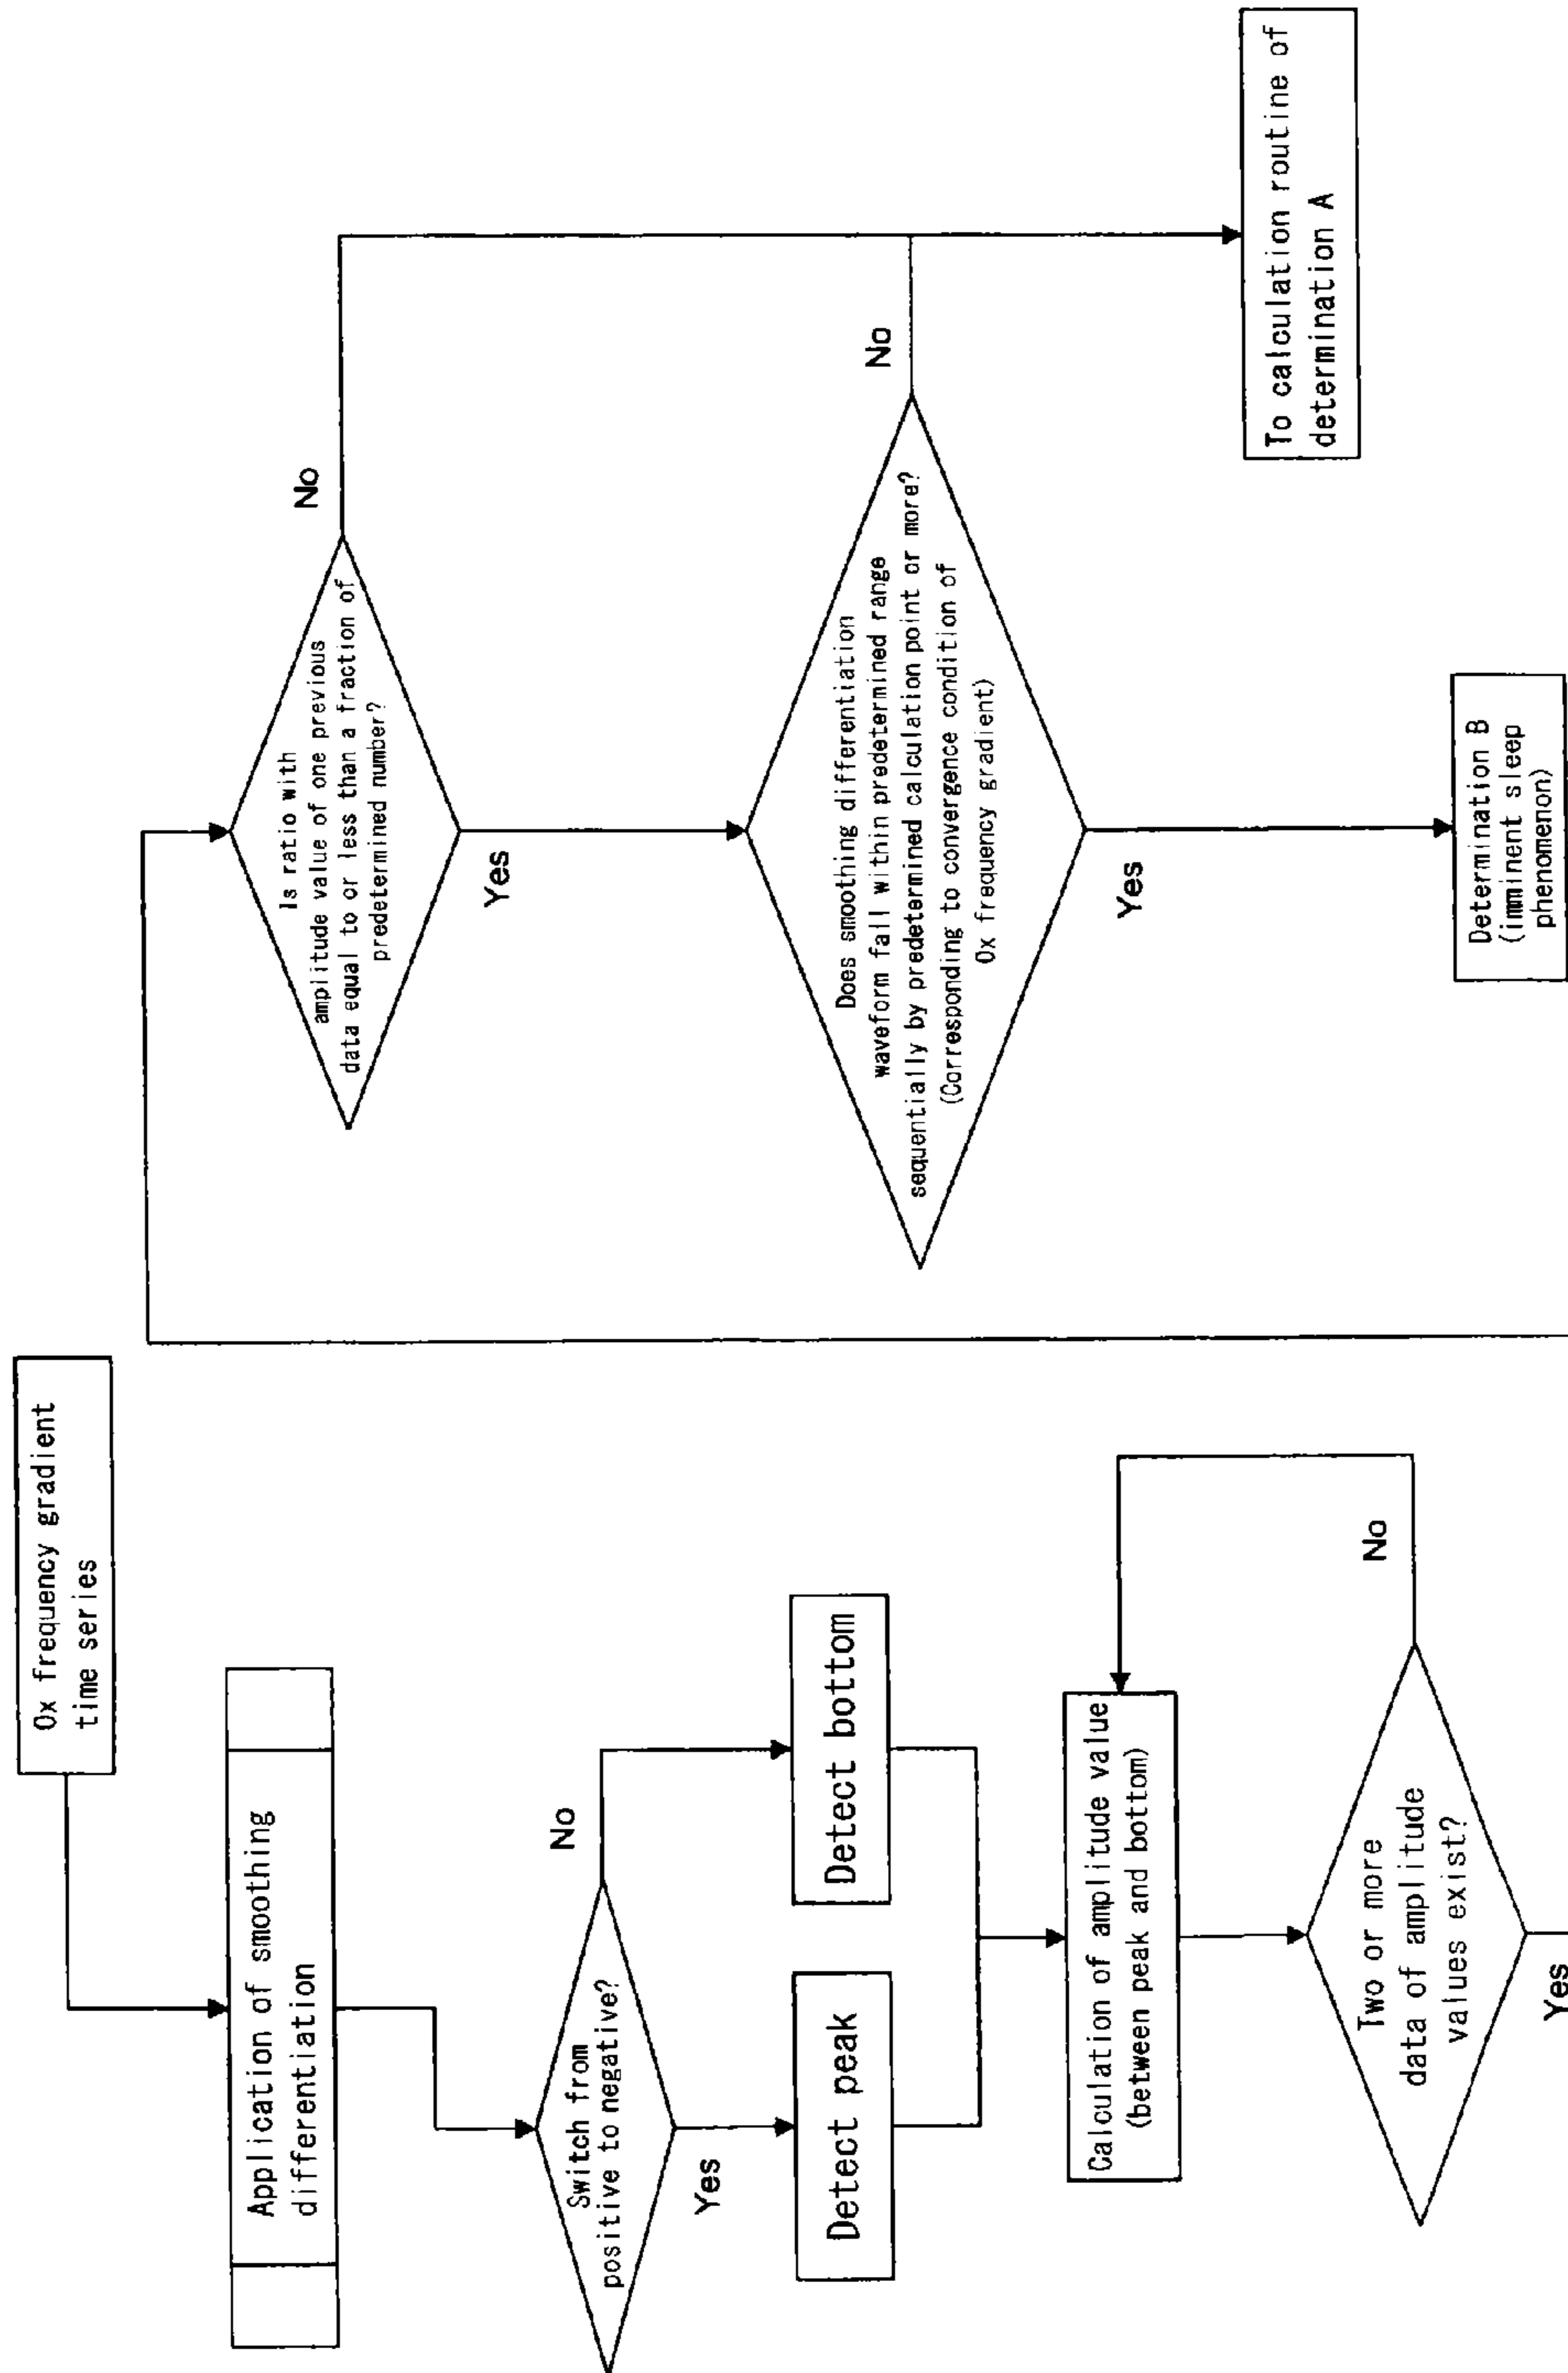 Ox frequency gradient
time series
Application of smoothing
differentiation
Switch from
positive to negative?
Yes
No
Detect peak
Detect bottom
Calculation of amplitude value
(between peak and bottom)
Two or more
data of amplitude
values exist?
No
Yes
Is ratio with
amplitude value of one previous
data equal to or less than a fraction of
predetermined number?
No
Yes
Does smoothing differentiation
waveform fall within predetermined range
sequentially by predetermined calculation point or more?
(Corresponding to convergence condition of
Ox frequency gradient)
No
Yes
To calculation routine of
determination A
Determination B
(imminent sleep
phenomenon)